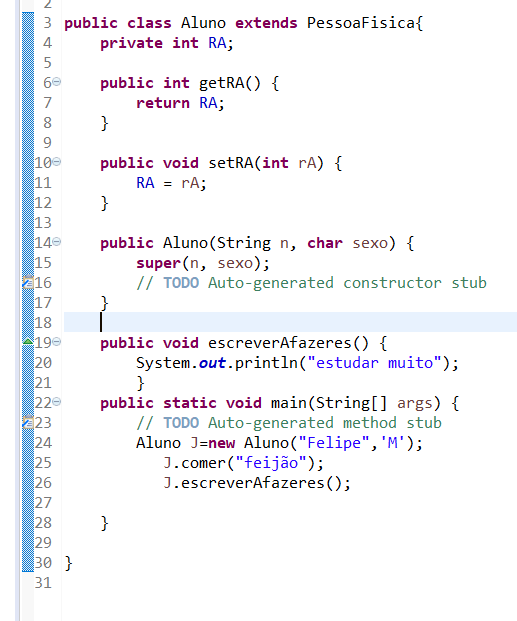 2
3 public class Aluno extends PessoaFisica{
4     private int RA;
5
6     public int getRA() {
7         return RA;
8     }
9
10     public void setRA(int rA) {
11         RA = rA;
12     }
13
14     public Aluno(String n, char sexo) {
15         super(n, sexo);
16         // TODO Auto-generated constructor stub
17     }
18
19     public void escreverAfazeres() {
20         System.out.println("estudar muito");
21         }
22     public static void main(String[] args) {
23         // TODO Auto-generated method stub
24         Aluno J=new Aluno("Felipe",'M');
25            J.comer("feijão");
26            J.escreverAfazeres();
27
28     }
29
30 }
31